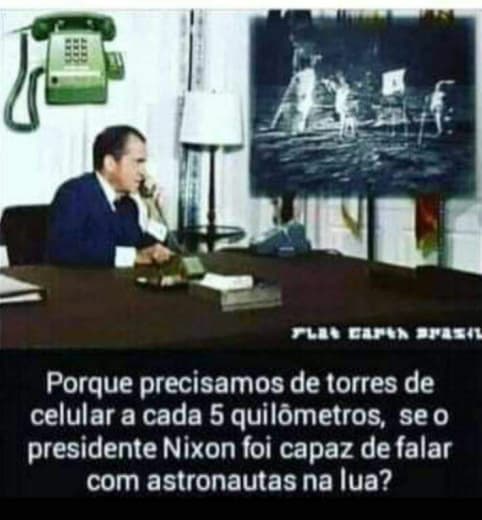 FLAt EARth BRASIL
Porque precisamos de torres de
celular a cada 5 quilômetros, se o
presidente Nixon foi capaz de falar
com astronautas na lua?